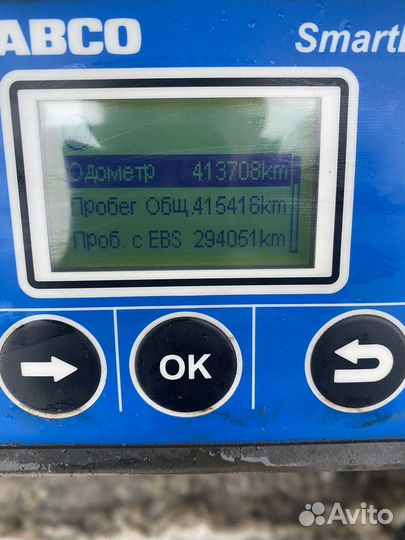 ABCO Smart
Одометр 413708km
Пробег Общ.415416km
Проб. с EBS 294051km
OK
Avito